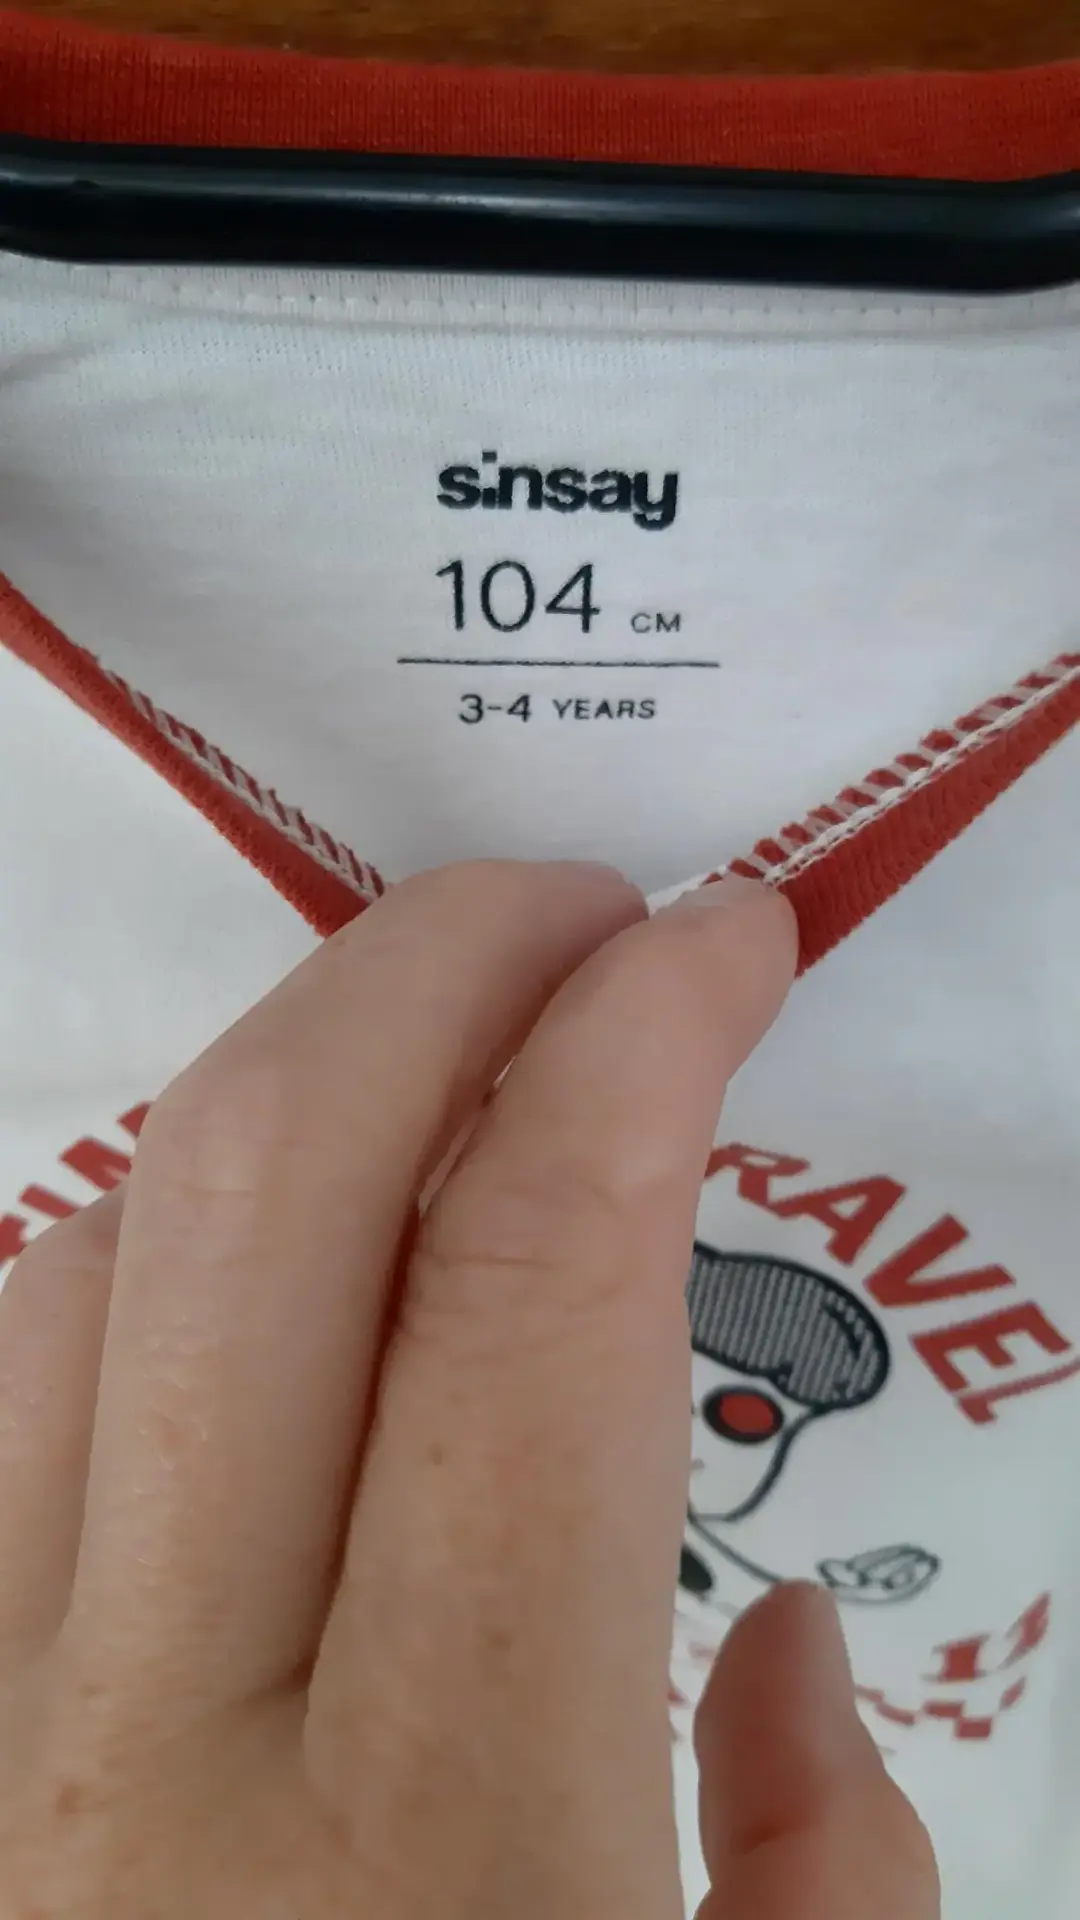 sinsay
104 CM
3-4 YEARS
RAVEL